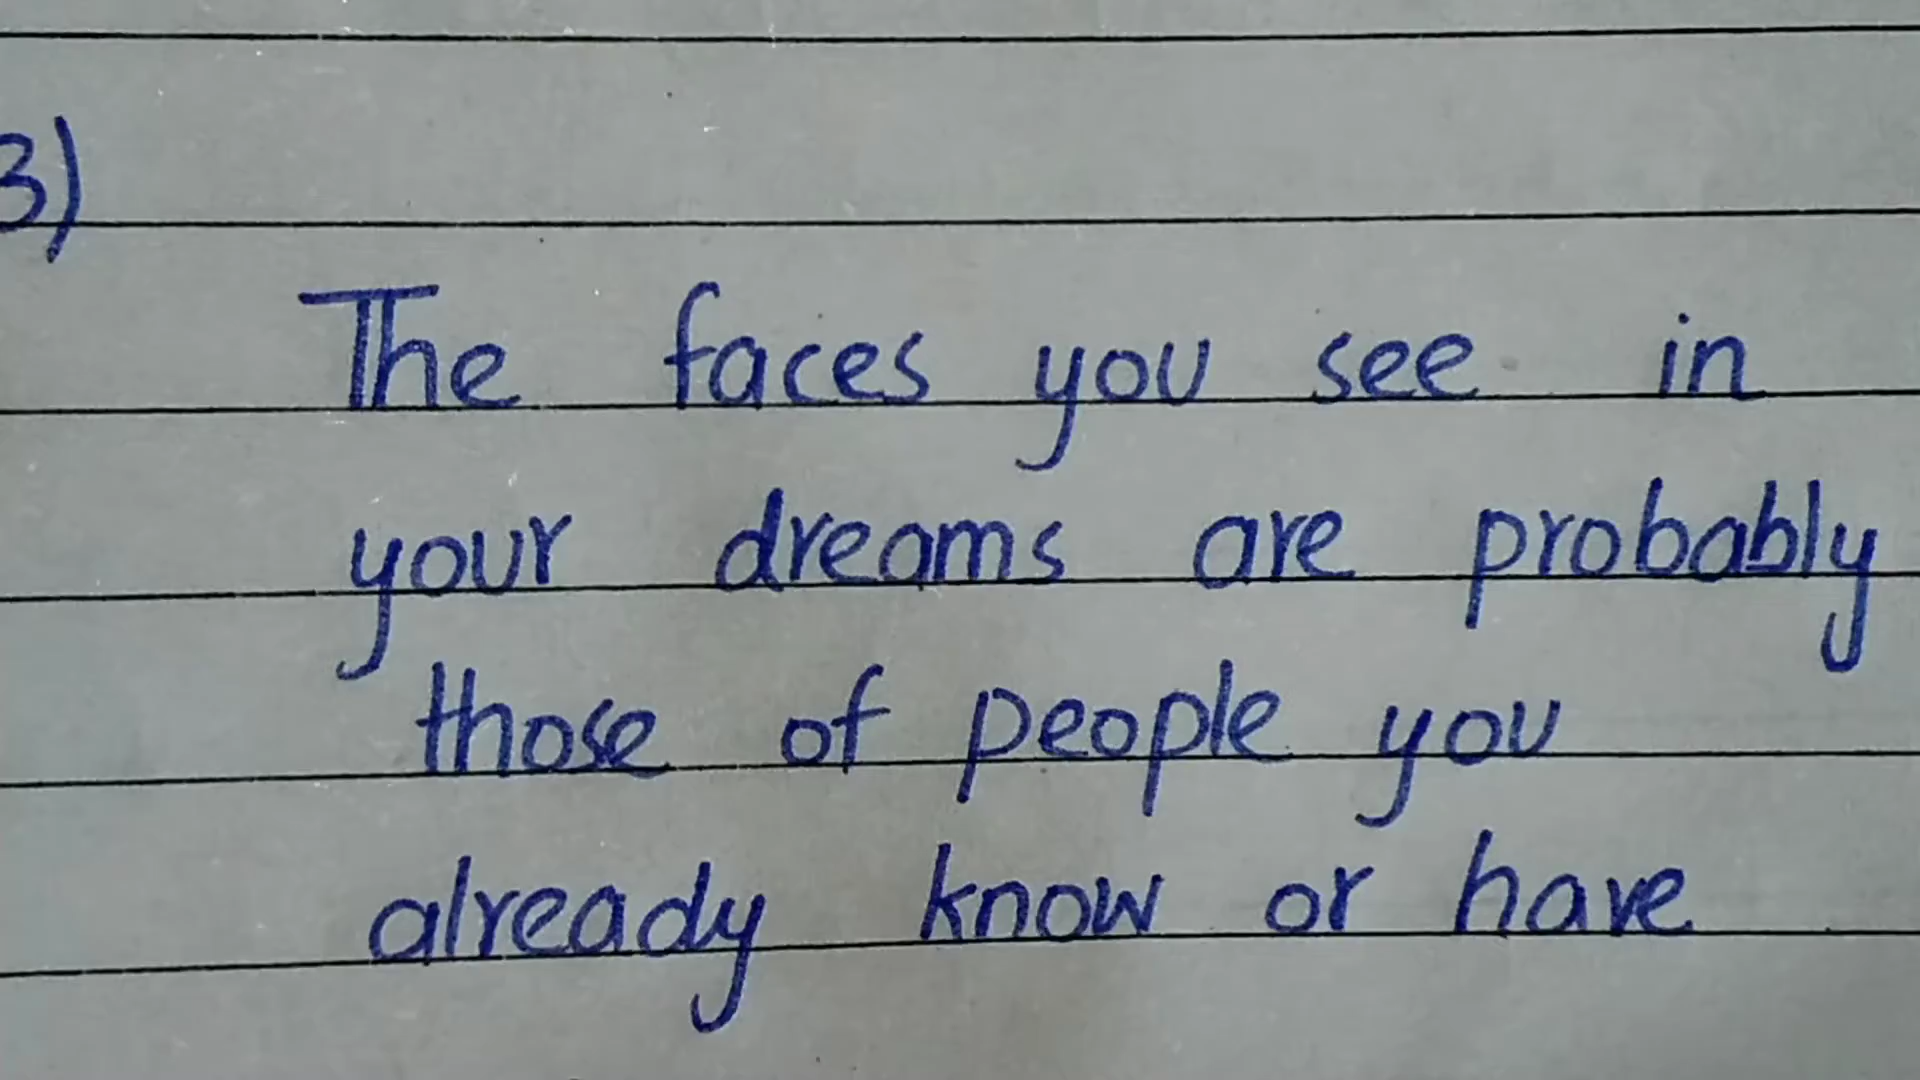 3)
The faces you see in
your dreams are probably
those of people you
already know or have